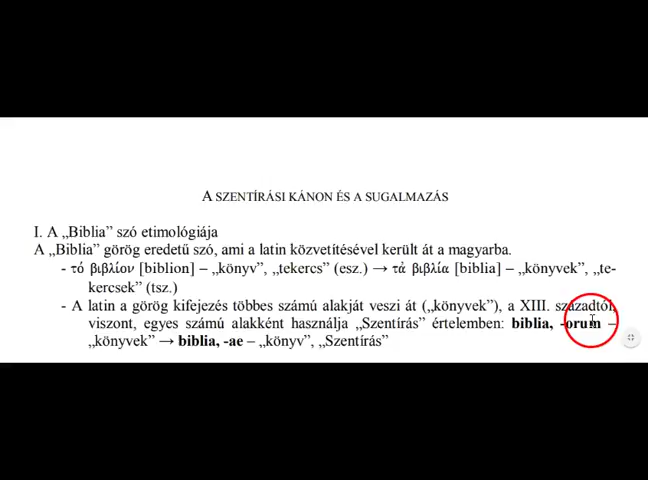 A SZENTÍRÁSI KÁNON ÉS A SUGALMAZÁS
I. A „Biblia” szó etimológiája
A „Biblia” görög eredetű szó, ami a latin közvetítésével került át a magyarba.
- τό βιβλίον [biblion] – „könyv”, „tekercs” (esz.) → τὰ βιβλία [biblia] – „könyvek”, „te-
kercsek” (tsz.)
- A latin a görög kifejezés többes számú alakját veszi át („könyvek”), a XIII. századtól,
viszont, egyes számú alakként használja „Szentírás” értelemben: biblia, -orum –
„könyvek” → biblia, -ae – „könyv”, „Szentírás”